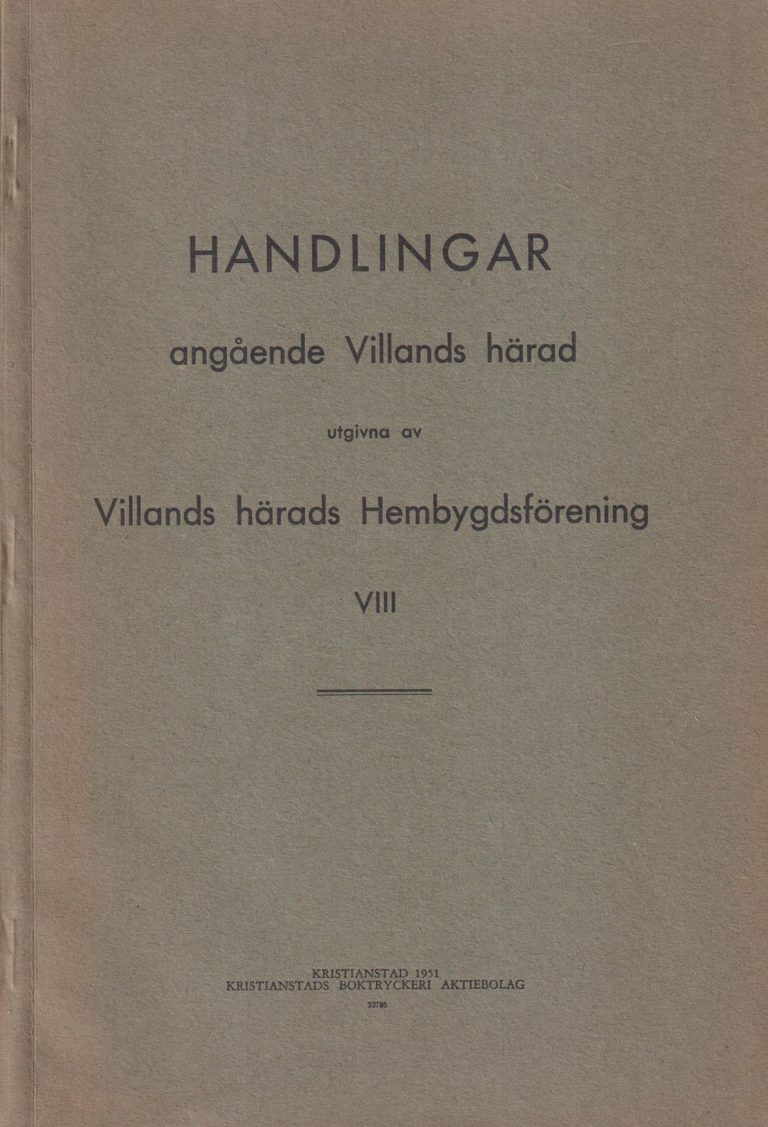 HANDLINGAR
angående Villands härad
utgivna av
Villands härads Hembygdsförening
VIII
KRISTIANSTAD 1951
KRISTIANSTADS BOKTRYCKERI AKTIEBOLAG
32786